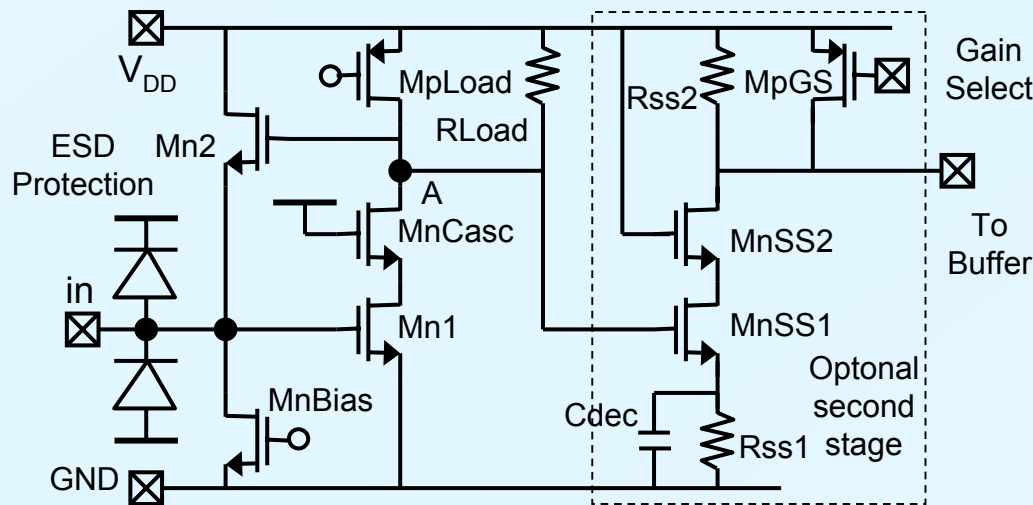 V_DD
MpLoad
RLoad
Rss2
MpGS
Gain
Select
ESD
Protection
Mn2
A
MnCasc
MnSS2
To
Buffer
in
Mn1
MnSS1
MnBias
Cdec
Rss1
Optonal
second
stage
GND